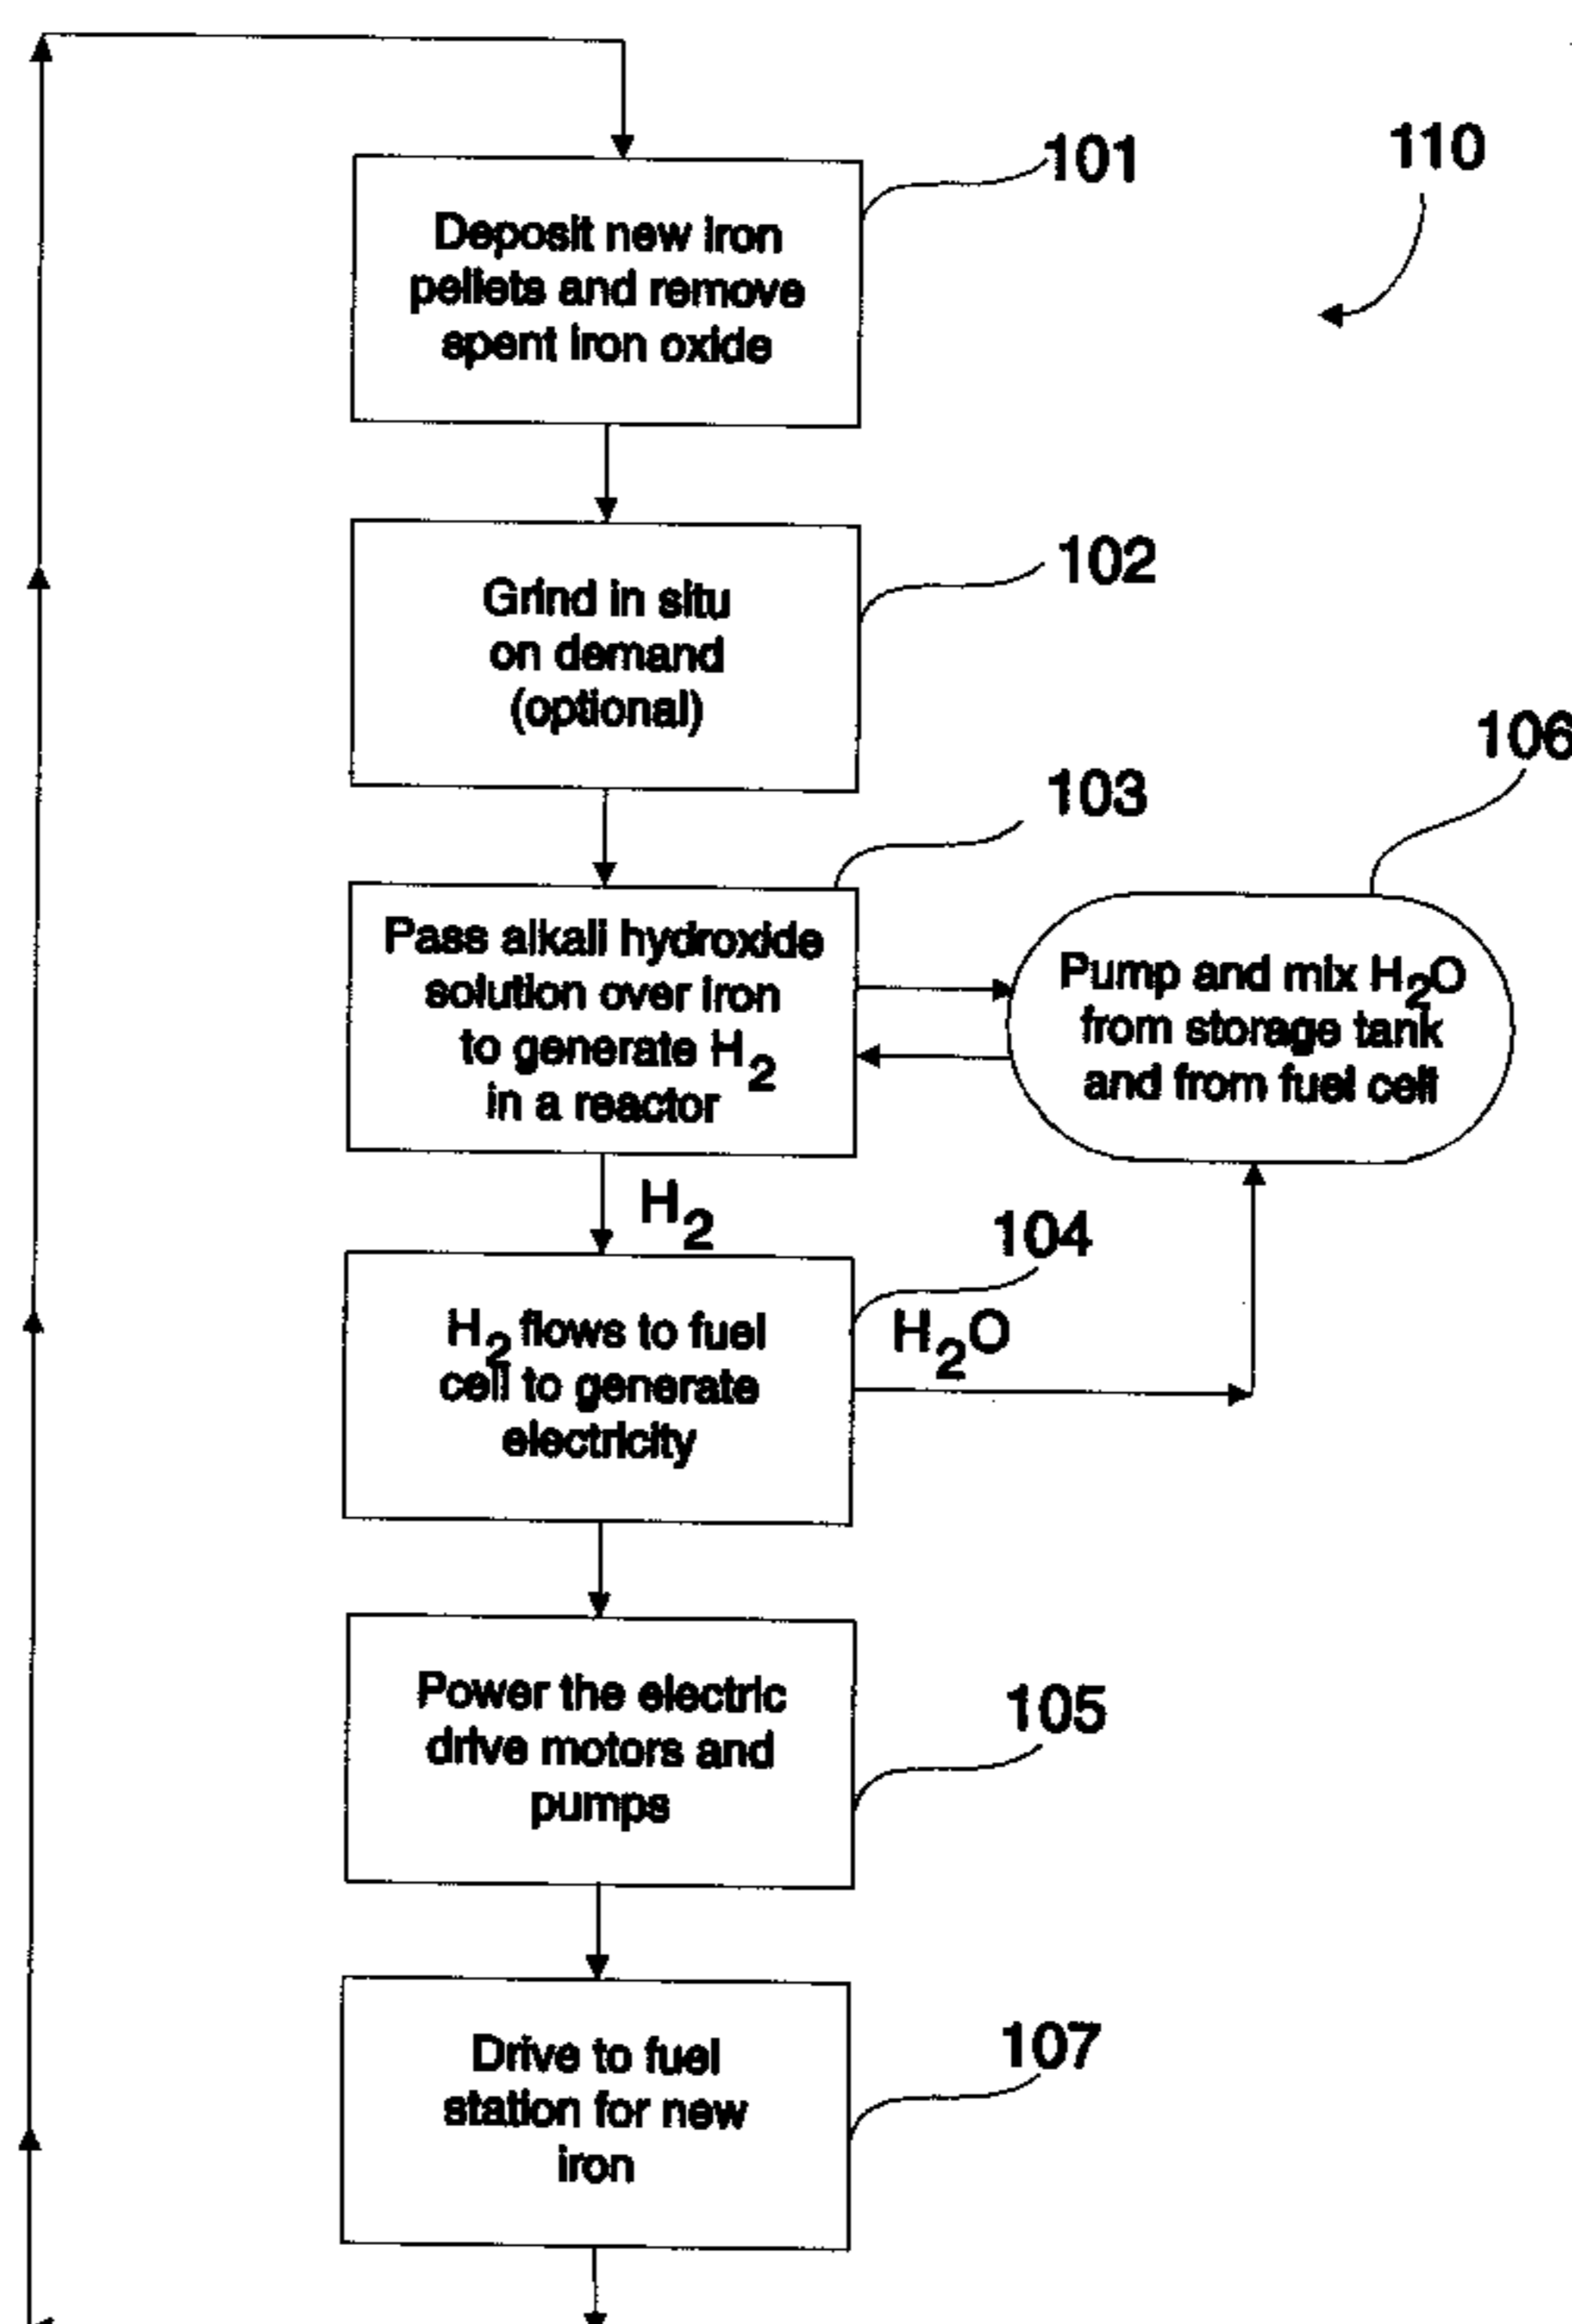 101
110
Deposit new iron
pellets and remove
spent iron oxide
102
Grind in situ
on demand
(optional)
106
103
Pass alkali hydroxide
solution over iron
to generate H2
in a reactor
Pump and mix H2O
from storage tank
and from fuel cell
H2
104
H2 flows to fuel
cell to generate
electricity
H2O
Power the electric
drive motors and
pumps
105
Drive to fuel
station for new
iron
107